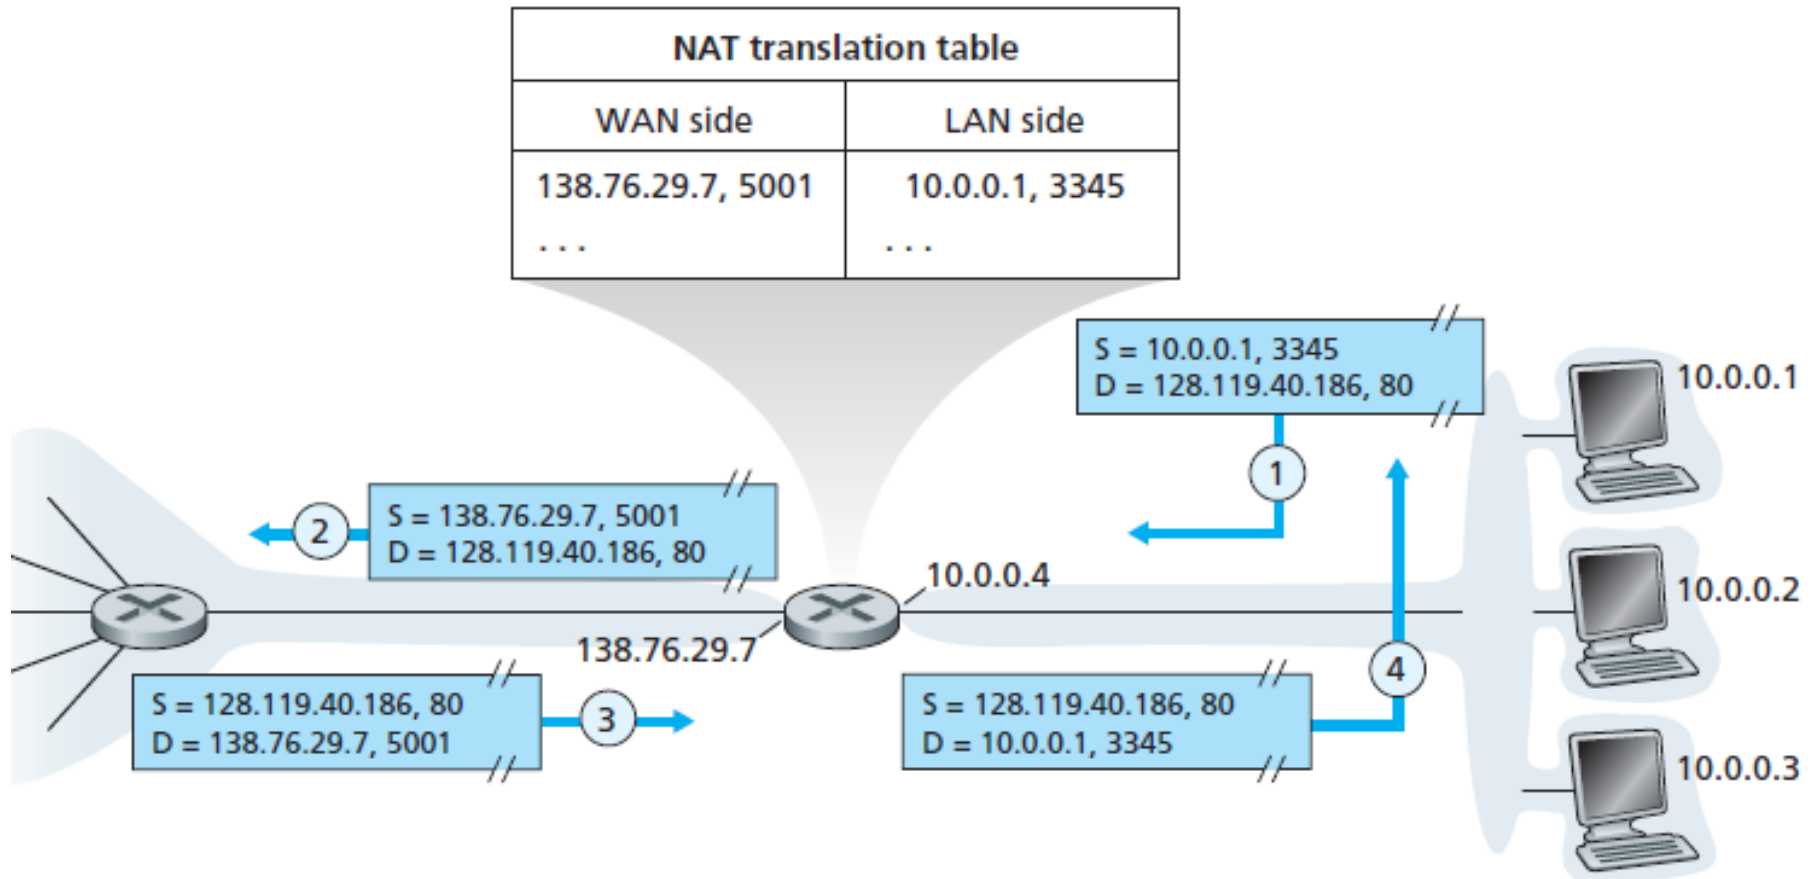 NAT translation table
WAN side LAN side
138.76.29.7, 5001 10.0.0.1, 3345
. . . . . .
S = 10.0.0.1, 3345
D = 128.119.40.186, 80
10.0.0.1
1
S = 138.76.29.7, 5001
D = 128.119.40.186, 80
2
10.0.0.4
10.0.0.2
138.76.29.7
4
S = 128.119.40.186, 80
D = 138.76.29.7, 5001
3
S = 128.119.40.186, 80
D = 10.0.0.1, 3345
10.0.0.3